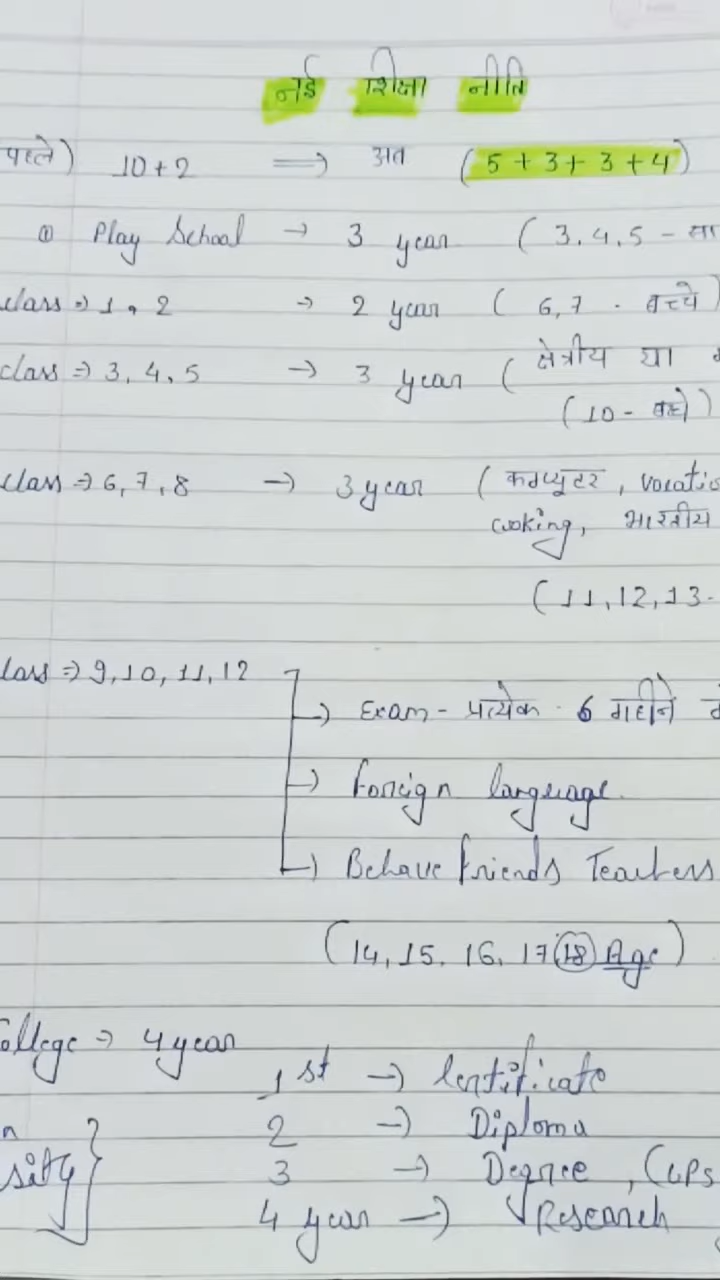 नई शिक्षा नीति
पहले) 10+2 ⇒ अब (5 + 3 + 3 + 4)
① Play School → 3 year (3,4,5 - सा
class ⇒ 1, 2 → 2 year (6,7 - बच्चे)
class ⇒ 3, 4, 5 → 3 year (क्षेत्रीय या
(10 -
class ⇒ 6, 7, 8 → 3 year (कम्प्यूटर, vocatio
cooking, भारतीय
(11, 12, 13 -
lass ⇒ 9, 10, 11, 12
→ Exam - प्रत्येक - 6 महीने
→ Foreign language.
→ Behave friends Teachers
(14, 15, 16, 17 18 Age)
ollege ⇒ 4 year
1st → Certificate
n
2 → Diploma
sity}
3 → Degree, (UPS
4 year → Research